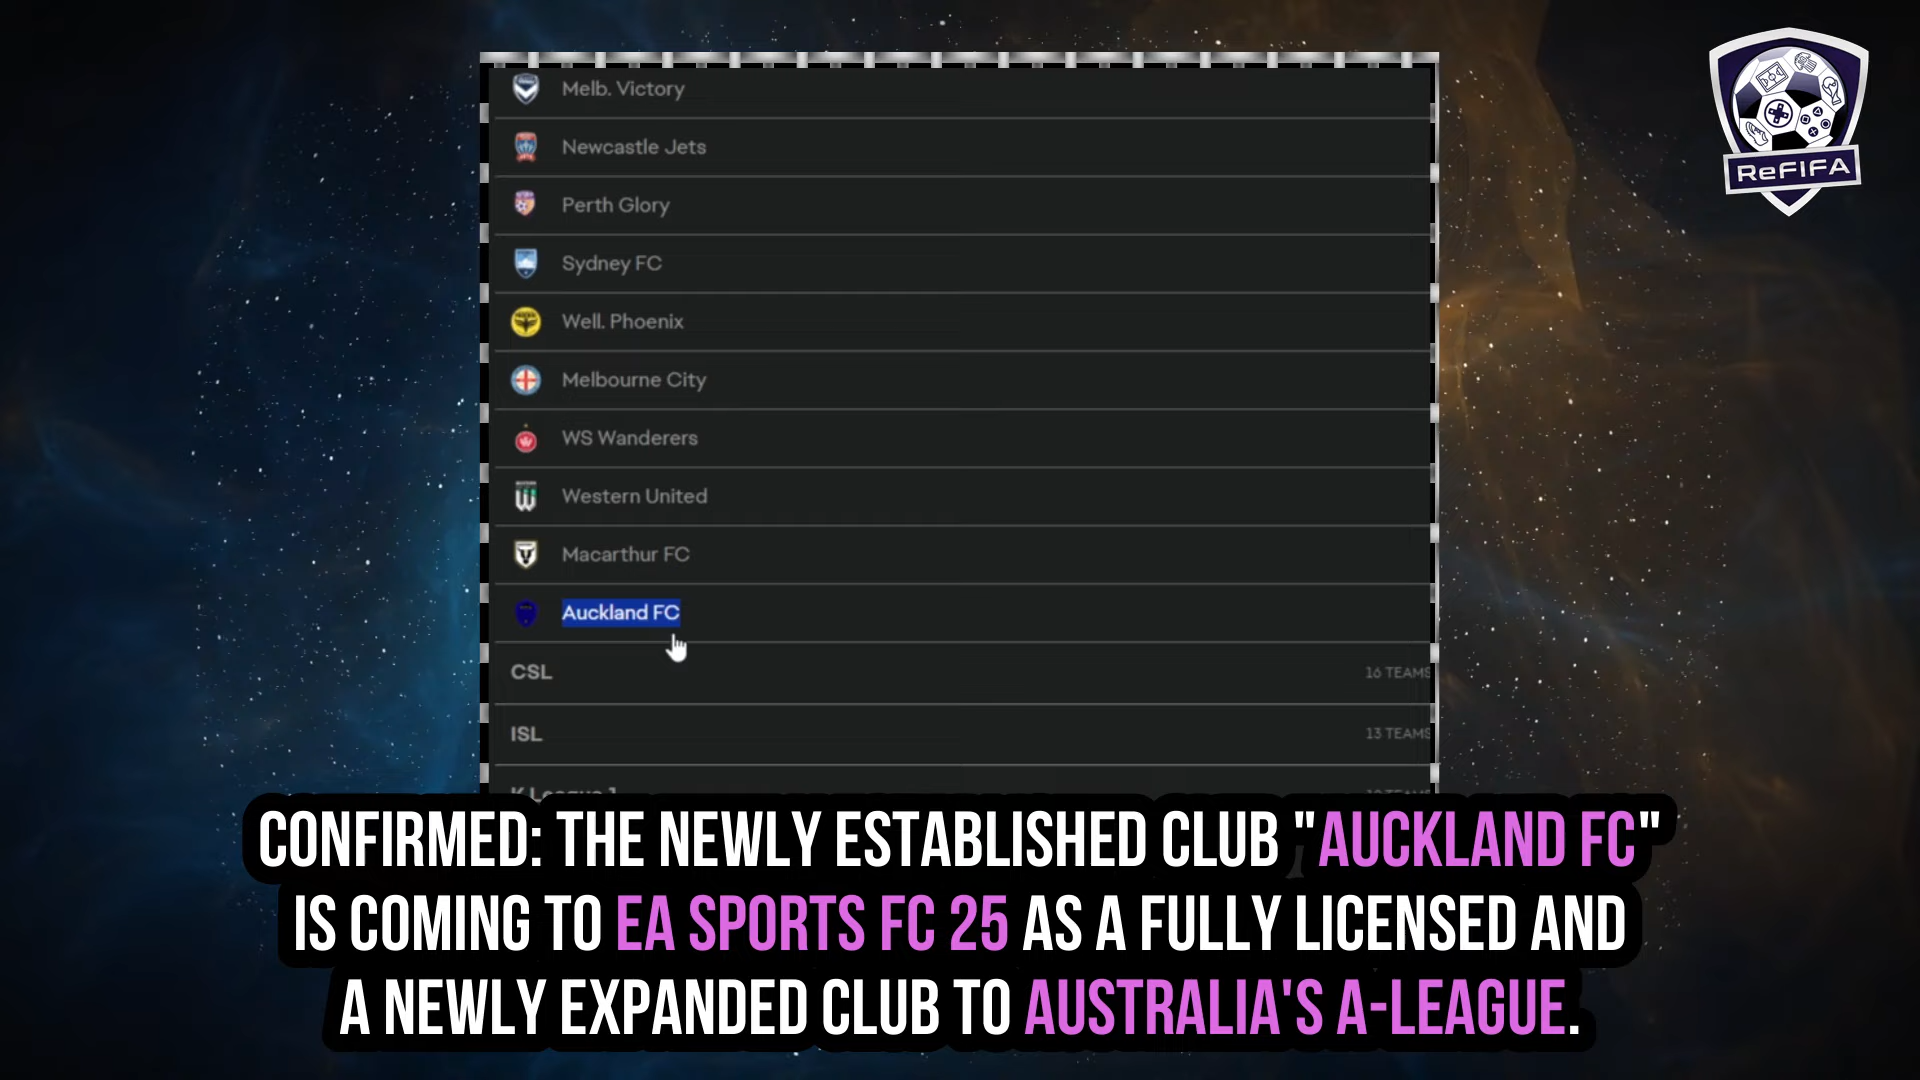 Melb. Victory
Newcastle Jets
Perth Glory
Sydney FC
Well. Phoenix
Melbourne City
WS Wanderers
Western United
Macarthur FC
Auckland FC
CSL 16 TEAMS
ISL 13 TEAMS
K League 1
ReFIFA
CONFIRMED: THE NEWLY ESTABLISHED CLUB "AUCKLAND FC"
IS COMING TO EA SPORTS FC 25 AS A FULLY LICENSED AND
A NEWLY EXPANDED CLUB TO AUSTRALIA'S A-LEAGUE.